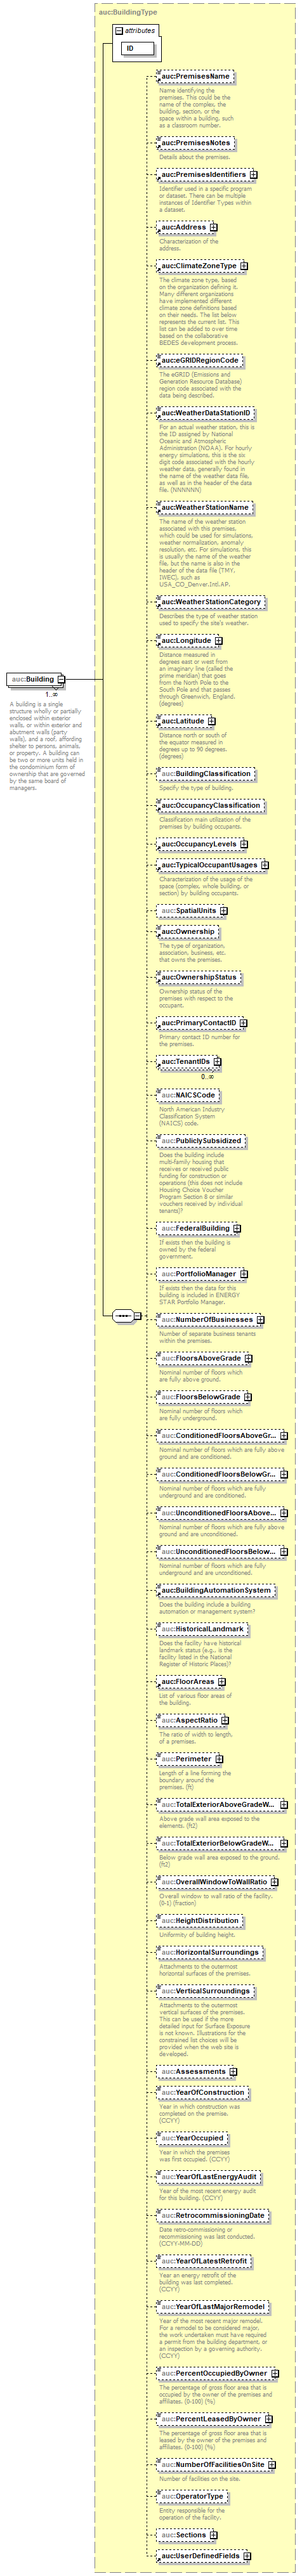 auc:BuildingType
attributes
ID
auc:PremisesName
Name identifying the
premises. This could be the
name of the complex, the
building, section, or the
space within a building, such
as a classroom number.
auc:PremisesNotes
Details about the premises.
auc:PremisesIdentifiers
Identifier used in a specific program
or dataset. There can be multiple
instances of Identifier Types within
a dataset.
auc:Address
Characterization of the
address.
auc:ClimateZoneType
The climate zone type, based
on the organization defining it.
Many different organizations
have implemented different
climate zone definitions based
on their needs. The list below
represents the current list. This
list can be added to over time
based on the collaborative
BEDES development process.
auc:eGRIDRegionCode
The eGRID (Emissions and
Generation Resource Database)
region code associated with the
data being described.
auc:WeatherDataStationID
For an actual weather station, this is
the ID assigned by National
Oceanic and Atmospheric
Administration (NOAA). For hourly
energy simulations, this is the six
digit code associated with the hourly
weather data, generally found in
the name of the weather data file,
as well as in the header of the data
file. (NNNNNN)
auc:WeatherStationName
The name of the weather station
associated with this premises,
which could be used for simulations,
weather normalization, anomaly
resolution, etc. For simulations, this
is usually the name of the weather
file, but the name is also in the
header of the data file (TMY,
IWEC), such as
USA_CO_Denver.Intl.AP.
auc:WeatherStationCategory
Describes the type of weather station
used to specify the site's weather.
auc:Longitude
Distance measured in
degrees east or west from
an imaginary line (called the
prime meridian) that goes
from the North Pole to the
South Pole and that passes
through Greenwich, England.
(degrees)
auc:Building
1..∞
A building is a single
structure wholly or partially
enclosed within exterior
walls, or within exterior and
abutment walls (party
walls), and a roof, affording
shelter to persons, animals,
or property. A building can
be two or more units held in
the condominium form of
ownership that are governed
by the same board of
managers.
auc:Latitude
Distance north or south of
the equator measured in
degrees up to 90 degrees.
(degrees)
auc:BuildingClassification
Specify the type of building.
auc:OccupancyClassification
Classification main utilization of the
premises by building occupants.
auc:OccupancyLevels
auc:TypicalOccupantUsages
Characterization of the usage of the
space (complex, whole building, or
section) by building occupants.
auc:SpatialUnits
auc:Ownership
The type of organization,
association, business, etc.
that owns the premises.
auc:OwnershipStatus
Ownership status of the
premises with respect to the
occupant.
auc:PrimaryContactID
Primary contact ID number for
the premises.
auc:TenantIDs
0..∞
auc:NAICSCode
North American Industry
Classification System
(NAICS) code.
auc:PubliclySubsidized
Does the building include
multi-family housing that
receives or received public
funding for construction or
operations (this does not include
Housing Choice Voucher
Program Section 8 or similar
vouchers received by individual
tenants)?
auc:FederalBuilding
If exists then the building is
owned by the federal
government.
auc:PortfolioManager
If exists then the data for this
building is included in ENERGY
STAR Portfolio Manager.
auc:NumberOfBusinesses
Number of separate business tenants
within the premises.
auc:FloorsAboveGrade
Nominal number of floors which
are fully above ground.
auc:FloorsBelowGrade
Nominal number of floors which
are fully underground.
auc:ConditionedFloorsAboveGr...
Nominal number of floors which are fully above
ground and are conditioned.
auc:ConditionedFloorsBelowGr...
Nominal number of floors which are fully
underground and are conditioned.
auc:UnconditionedFloorsAbove...
Nominal number of floors which are fully above
ground and are unconditioned.
auc:UnconditionedFloorsBelow...
Nominal number of floors which are fully
underground and are unconditioned.
auc:BuildingAutomationSystem
Does the building include a building
automation or management system?
auc:HistoricalLandmark
Does the facility have historical
landmark status (e.g., is the
facility listed in the National
Register of Historic Places)?
auc:FloorAreas
List of various floor areas of
the building.
auc:AspectRatio
The ratio of width to length,
of a premises.
auc:Perimeter
Length of a line forming the
boundary around the
premises. (ft)
auc:TotalExteriorAboveGradeW...
Above grade wall area exposed to the
elements. (ft2)
auc:TotalExteriorBelowGradeW...
Below grade wall area exposed to the ground.
(ft2)
auc:OverallWindowToWallRatio
Overall window to wall ratio of the facility.
(0-1) (fraction)
auc:HeightDistribution
Uniformity of building height.
auc:HorizontalSurroundings
Attachments to the outermost
horizontal surfaces of the premises.
auc:VerticalSurroundings
Attachments to the outermost
vertical surfaces of the premises.
This can be used if the more
detailed input for Surface Exposure
is not known. Illustrations for the
constrained list choices will be
provided when the web site is
developed.
auc:Assessments
auc:YearOfConstruction
Year in which construction was
completed on the premise.
(CCYY)
auc:YearOccupied
Year in which the premises
was first occupied. (CCYY)
auc:YearOfLastEnergyAudit
Year of the most recent energy audit
for this building. (CCYY)
auc:RetrocommissioningDate
Date retro-commissioning or
recommissioning was last conducted.
(CCYY-MM-DD)
auc:YearOfLatestRetrofit
Year an energy retrofit of the
building was last completed.
(CCYY)
auc:YearOfLastMajorRemodel
Year of the most recent major remodel.
For a remodel to be considered major,
the work undertaken must have required
a permit from the building department, or
an inspection by a governing authority.
(CCYY)
auc:PercentOccupiedByOwner
The percentage of gross floor area that is
occupied by the owner of the premises and
affiliates. (0-100) (%)
auc:PercentLeasedByOwner
The percentage of gross floor area that is
leased by the owner of the premises and
affiliates. (0-100) (%)
auc:NumberOfFacilitiesOnSite
Number of facilities on the site.
auc:OperatorType
Entity responsible for the
operation of the facility.
auc:Sections
auc:UserDefinedFields